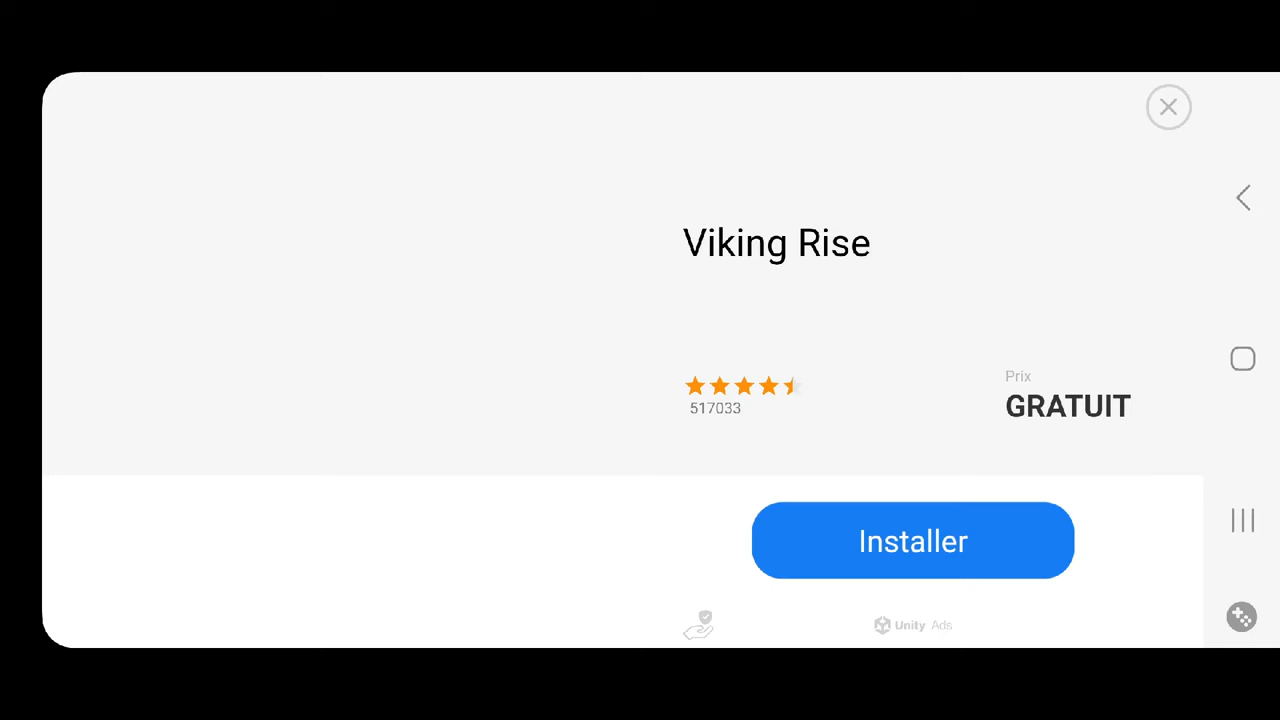 Viking Rise
517033
Prix
GRATUIT
Installer
Unity Ads